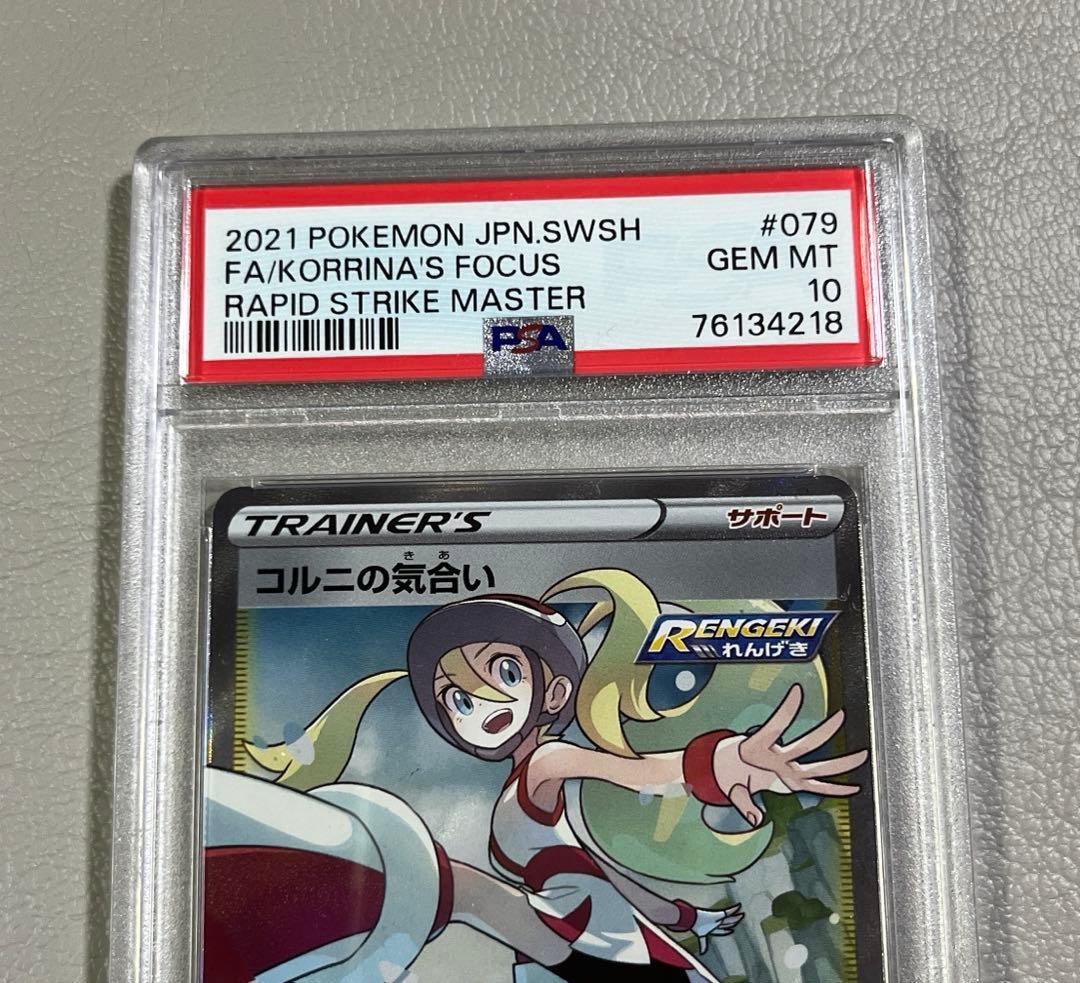 2021 POKEMON JPN.SWSH #079
FA/KORRINA'S FOCUS GEM MT
RAPID STRIKE MASTER 10
PSA 76134218
TRAINER'S サポート
きあ
コルニの気合い
RENGEKI
れんげき